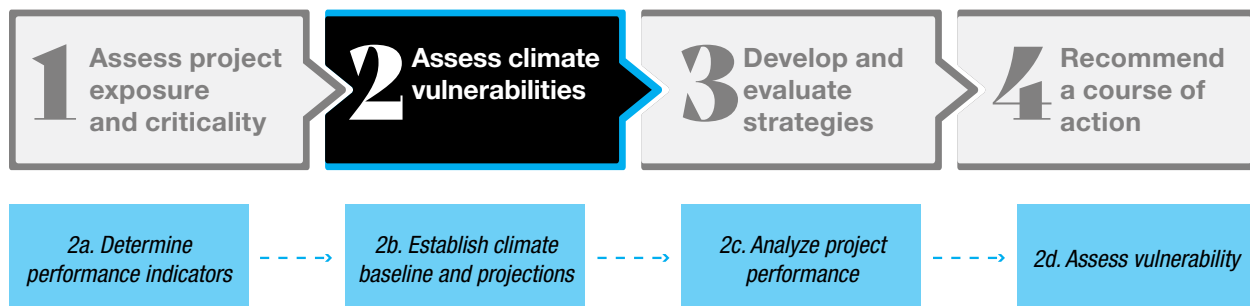 1 Assess project
exposure
and criticality
2 Assess climate
vulnerabilities
3 Develop and
evaluate
strategies
4 Recommend
a course of
action
2a. Determine
performance indicators
2b. Establish climate
baseline and projections
2c. Analyze project
performance
2d. Assess vulnerability